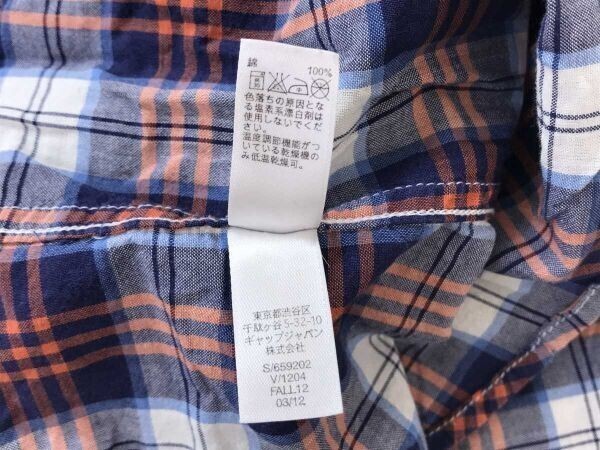 綿 100%
色落ちの原因とな
る塩素系漂白剤は
使用しないでくだ
さい。
温度調節機能がつ
いている乾燥機の
み低温乾燥可。
東京都渋谷区
千駄ヶ谷5-32-10
ギャップジャパン
株式会社
S/659202
V/1204
FALL12
03/12